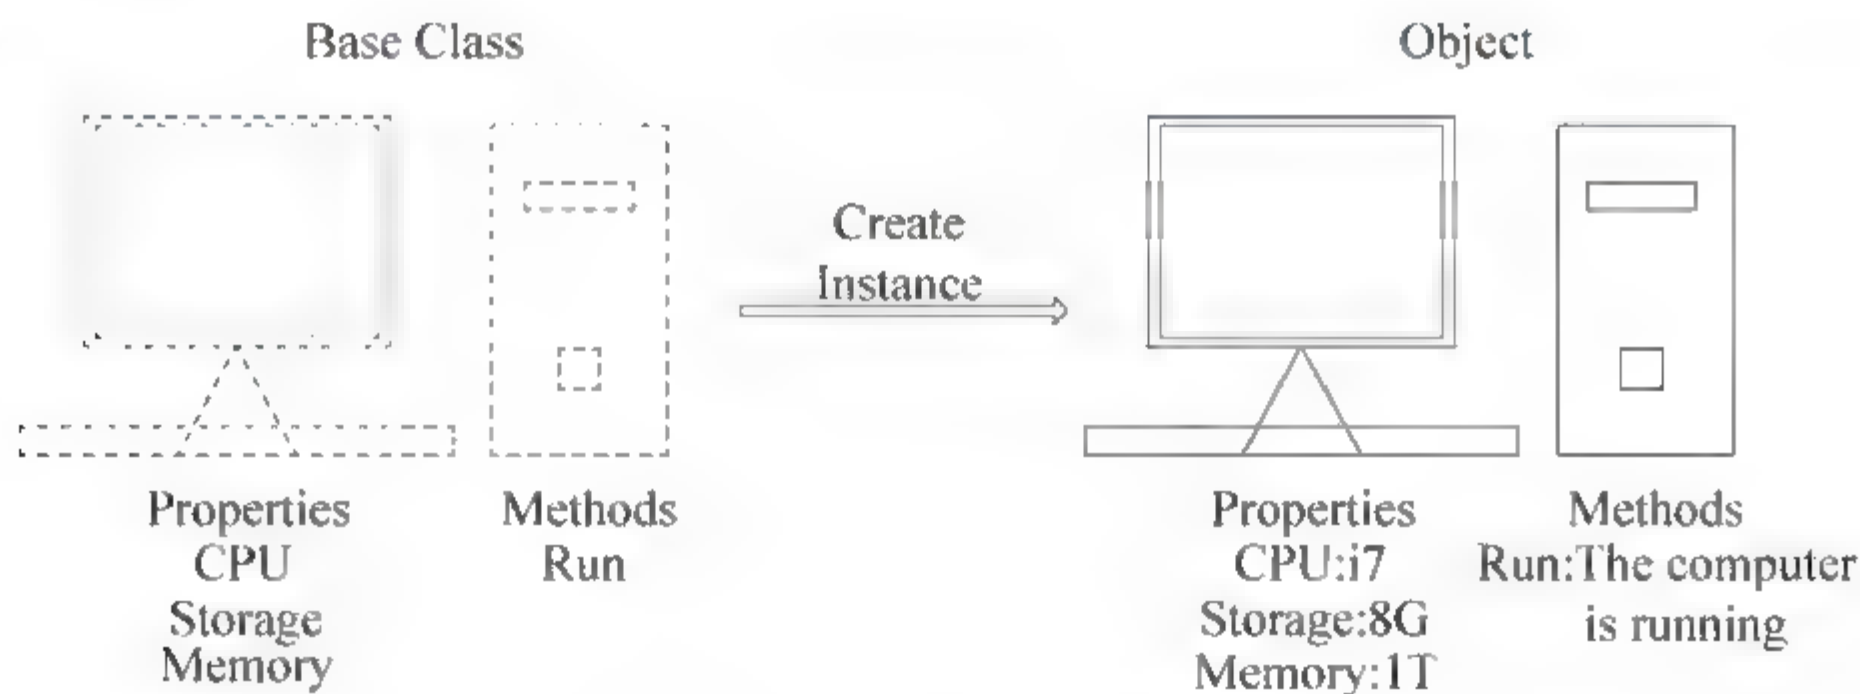 Base Class
Object
Create
Instance
Properties
CPU
Storage
Memory
Methods
Run
Properties
CPU:i7
Storage:8G
Memory:1T
Methods
Run:The computer
is running